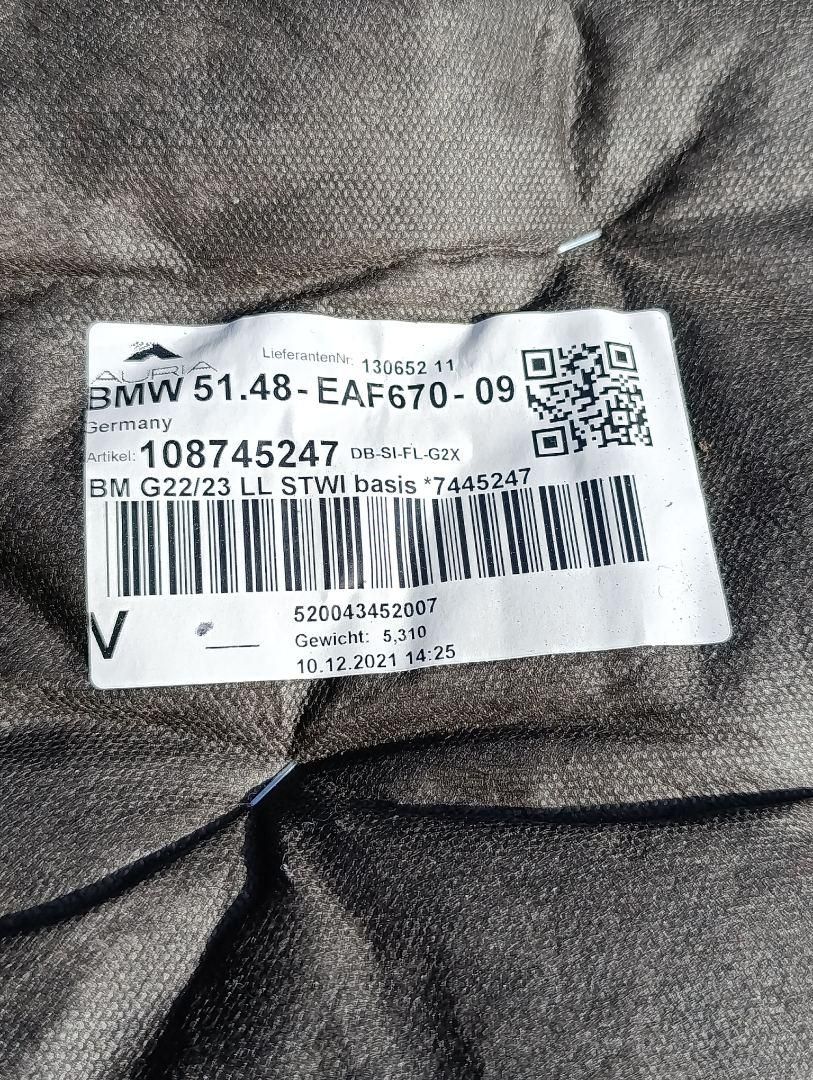 AURIA
LieferantenNr: 130652 11
BMW 51.48-EAF670-09
Germany
Artikel: 108745247 DB-SI-FL-G2X
BM G22/23 LL STWI basis *7445247
520043452007
V
Gewicht: 5,310
10.12.2021 14:25